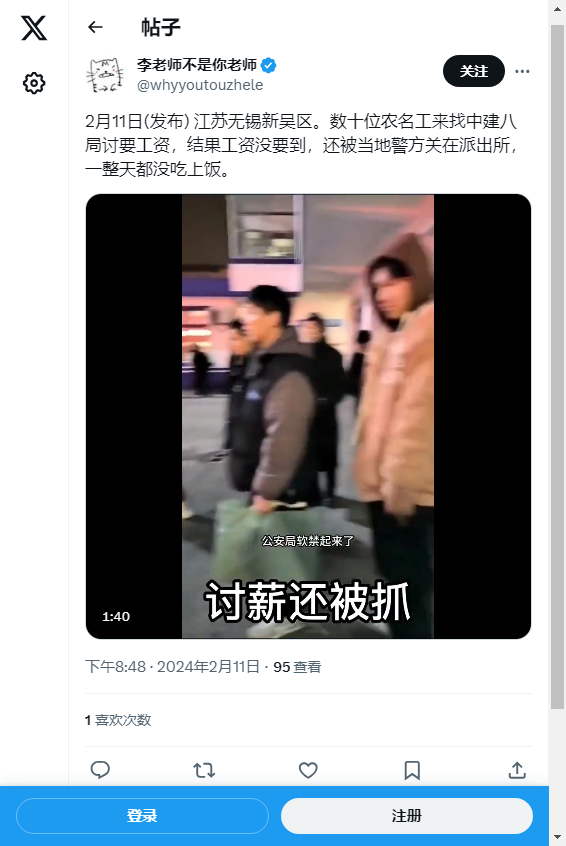 帖子
李老师不是你老师
@whyyoutouzhele
关注
2月11日(发布) 江苏无锡新吴区。数十位农名工来找中建八
局讨要工资，结果工资没要到，还被当地警方关在派出所，
一整天都没吃上饭。
公安局软禁起来了
讨薪还被抓
1:40
下午8:48 · 2024年2月11日 · 95 查看
1 喜欢次数
登录
注册